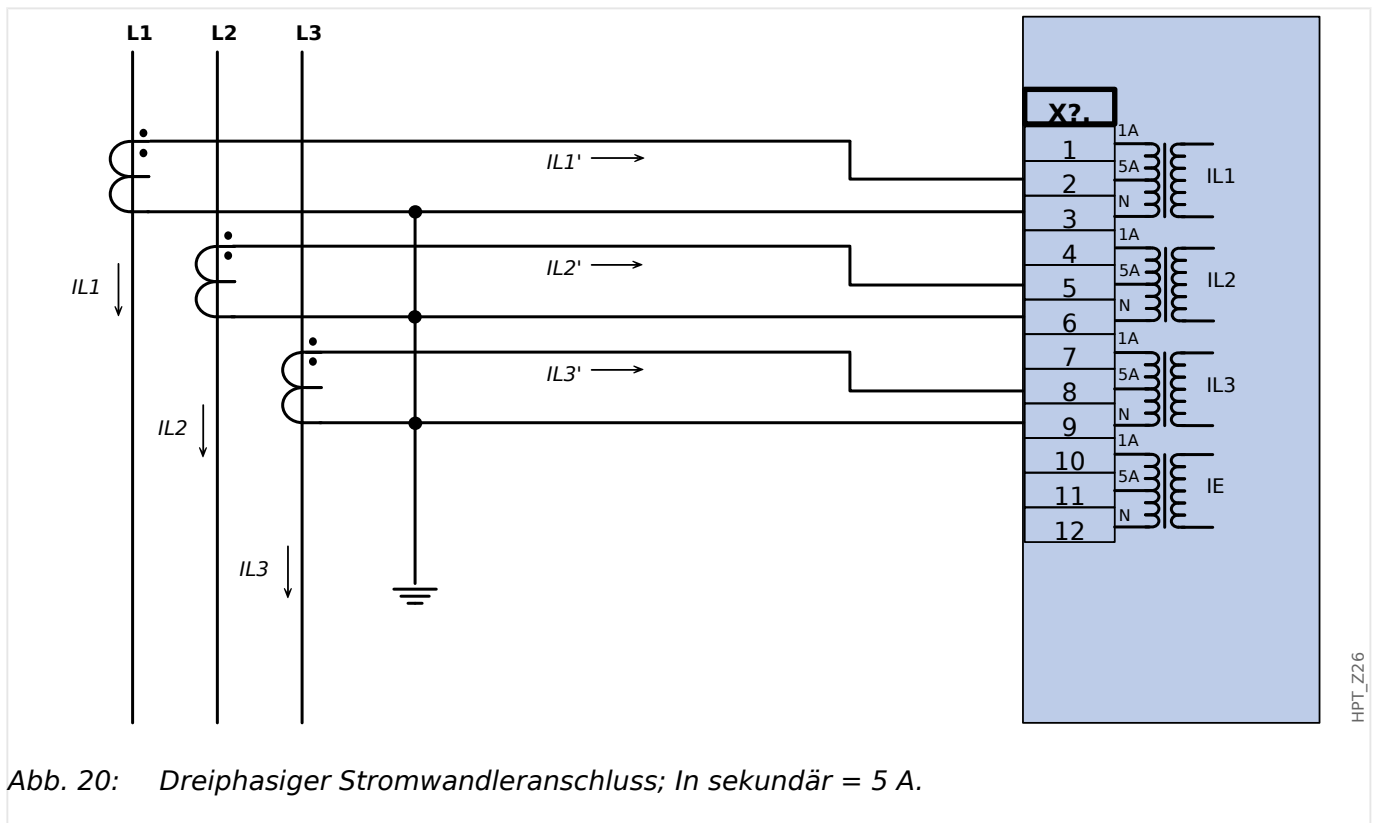 L1 L2 L3
X?.
1A
1
IL1' 
5A
IL1
2
N
3
1A
4
IL2'
5A
IL2
IL1
5
N
6
1A
7
IL3'
5A
IL3
8
N
IL2
9
1A
10
5A
IE
11
N
12
IL3
HPT_Z26
Abb. 20: Dreiphasiger Stromwandleranschluss; In sekundär = 5 A.